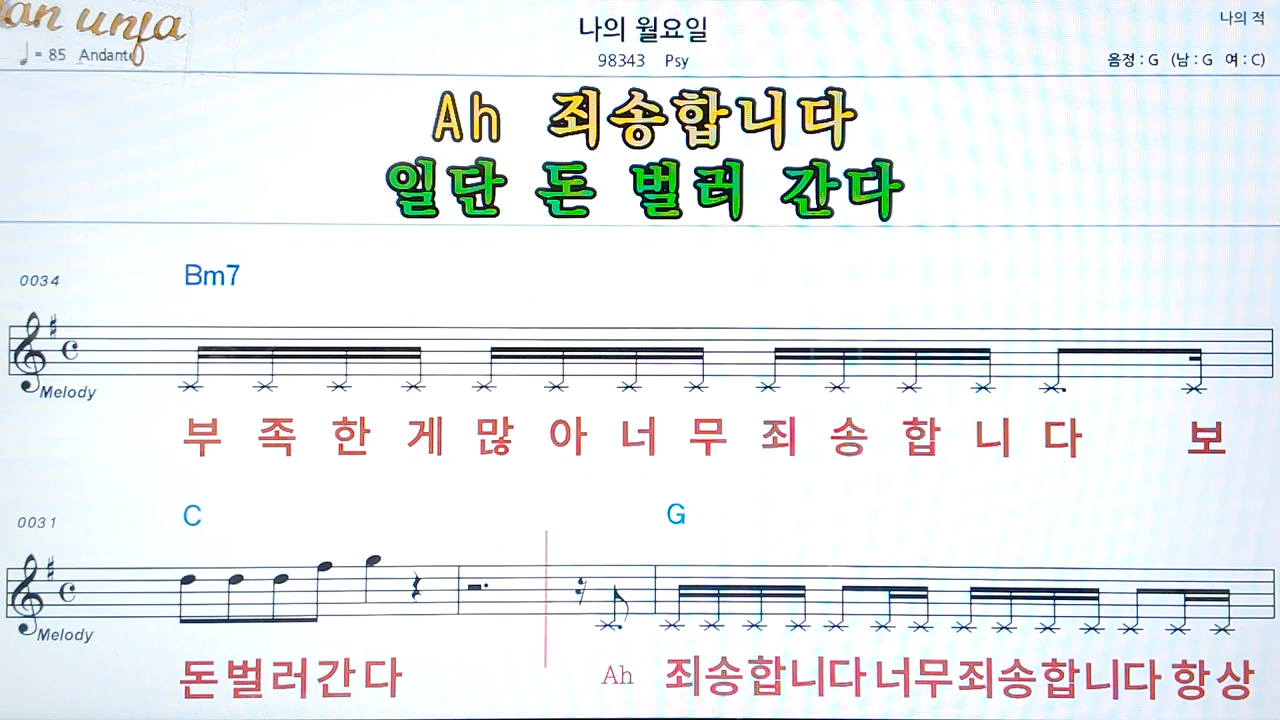 an unfa
♩= 85 Andante
나의 월요일
98343 Psy
나의 적
음정 : G (남 : G 여 : C)
Ah 죄송합니다
일단 돈 벌러 간다
0034
Bm7
Melody
부 족 한 게 많 아 너 무 죄 송 합 니 다 보
0031
C G
Melody
돈벌러간다 Ah 죄송합니다너무죄송합니다항상